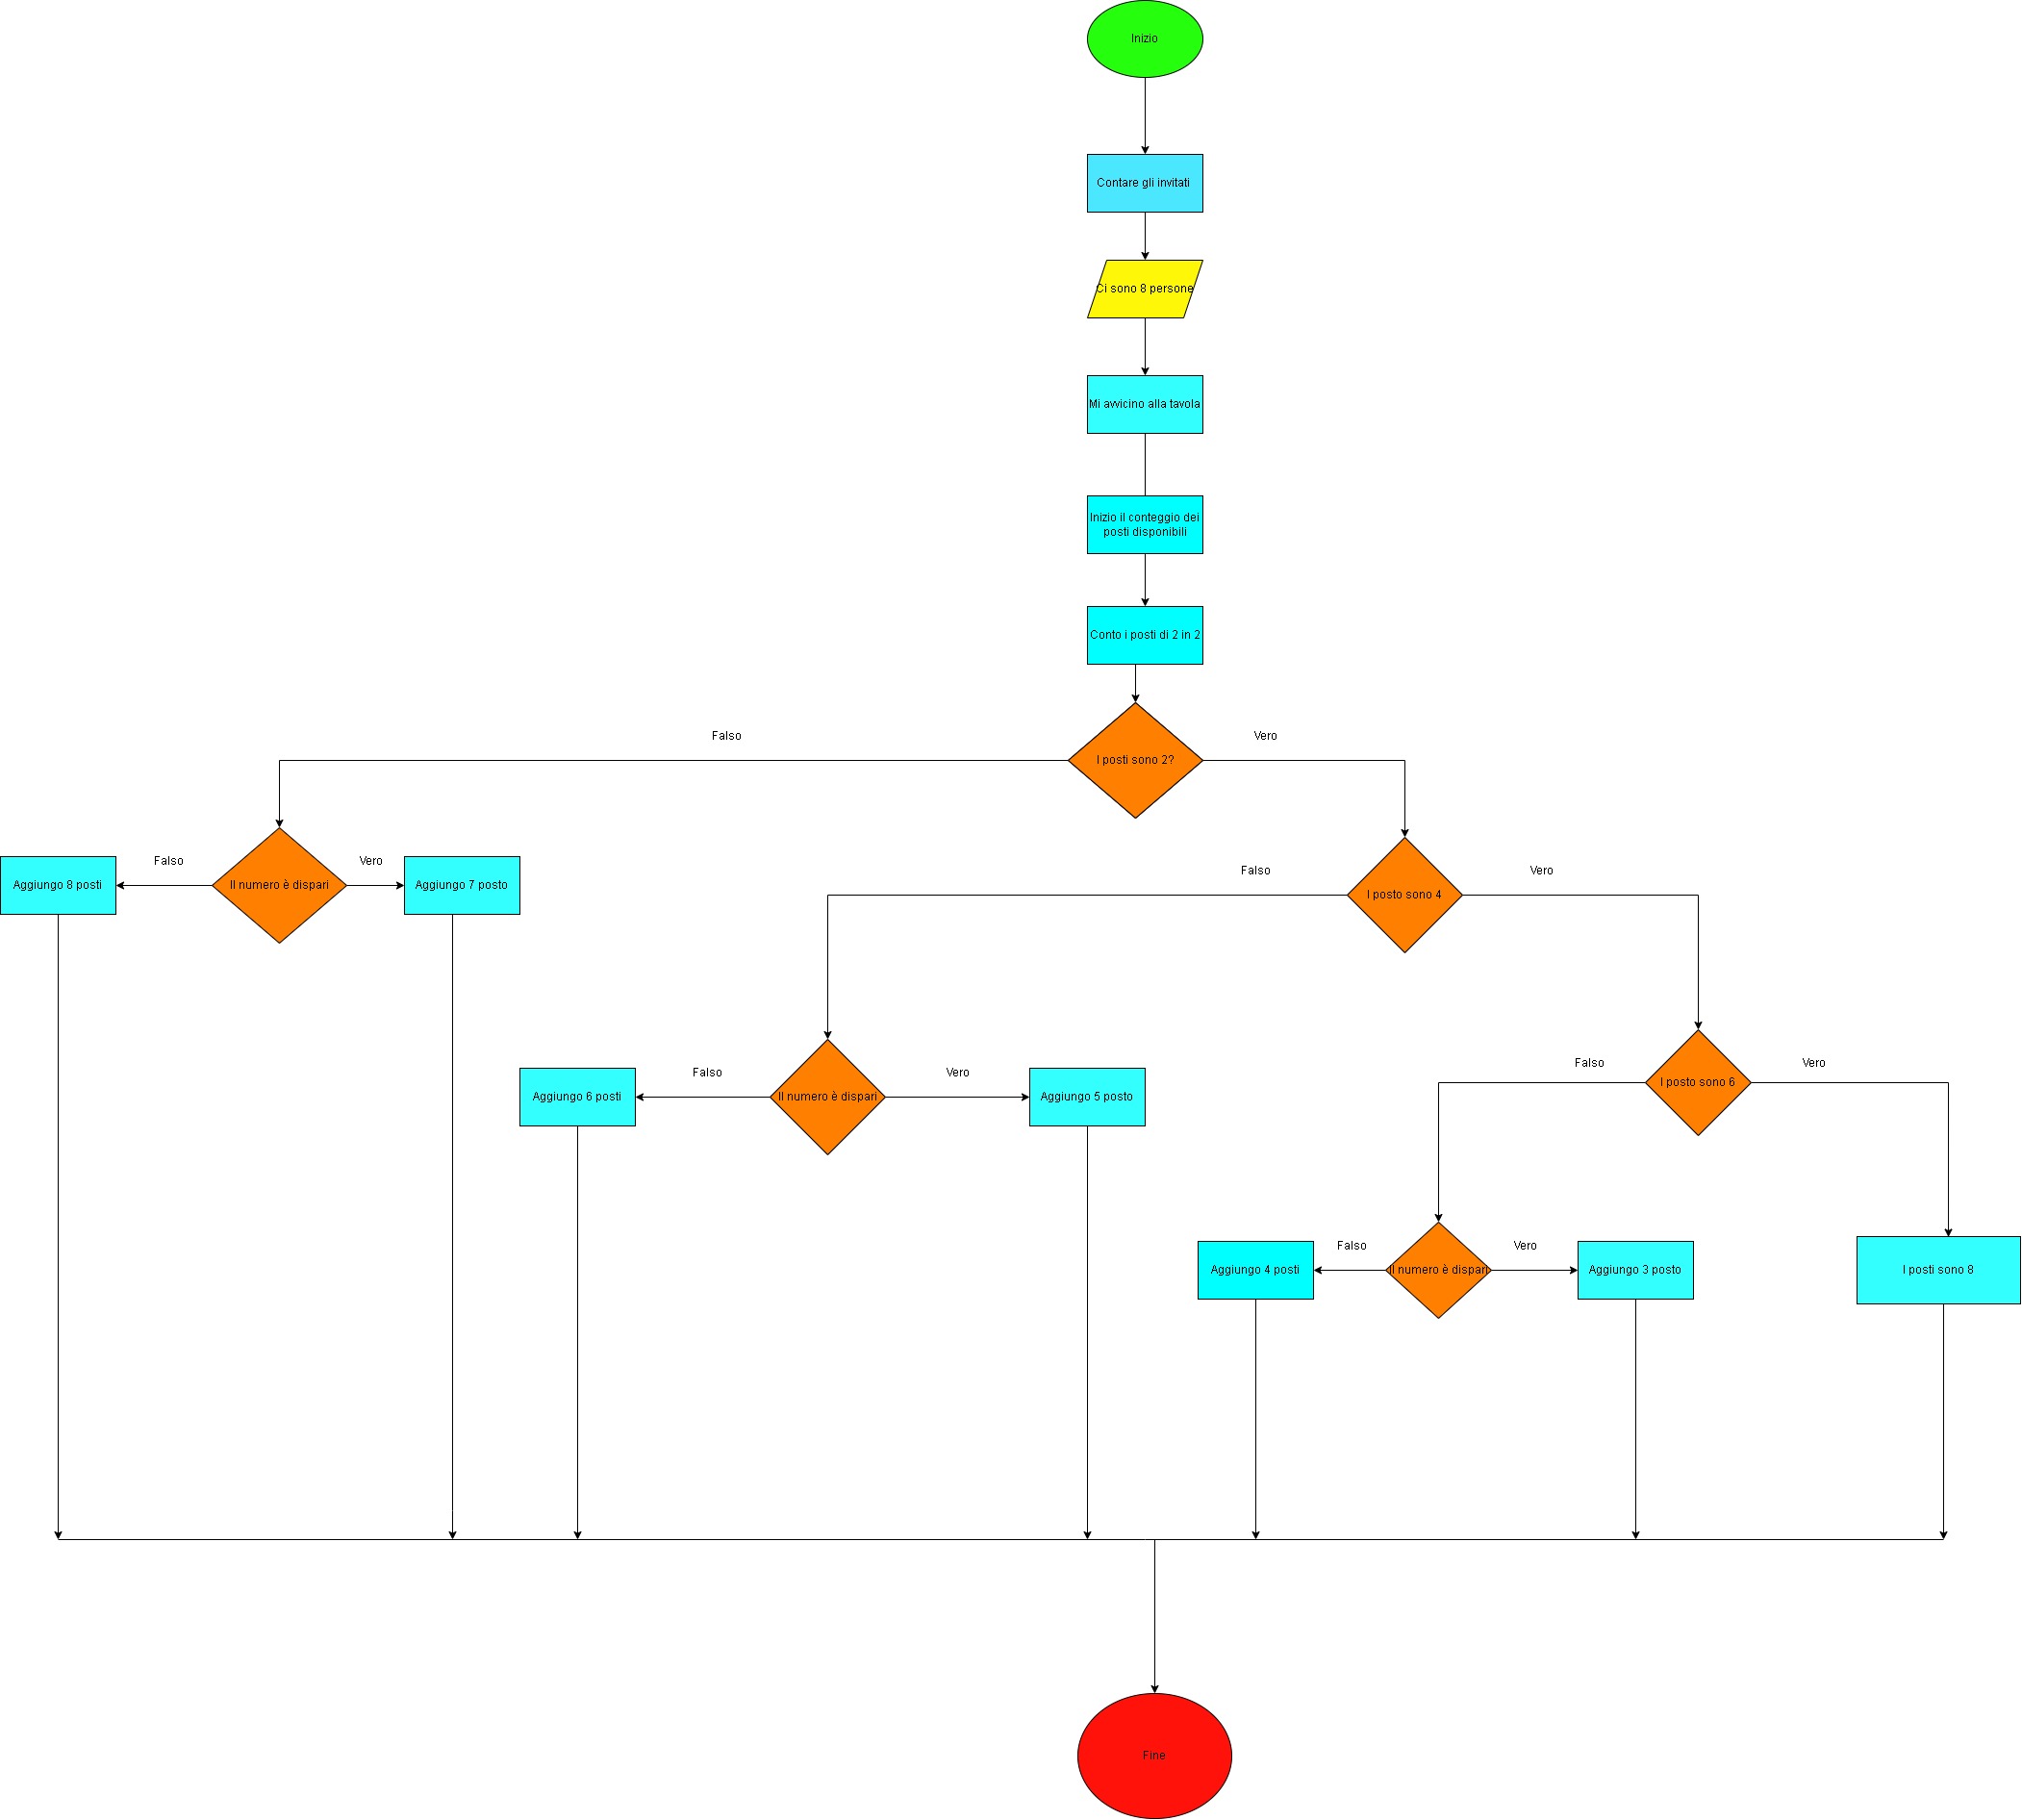 Inizio
Contare gli invitati
Ci sono 8 persone
Mi avvicino alla tavola
Inizio il conteggio dei
posti disponibili
Conto i posti di 2 in 2
Falso
Vero
I posti sono 2?
Falso
Vero
Aggiungo 8 posti
Il numero è dispari
Aggiungo 7 posto
Falso
Vero
I posto sono 4
Falso
Vero
Aggiungo 6 posti
Il numero è dispari
Aggiungo 5 posto
Falso
Vero
I posto sono 6
Falso
Vero
Aggiungo 4 posti
Il numero è dispari
Aggiungo 3 posto
I posti sono 8
Fine